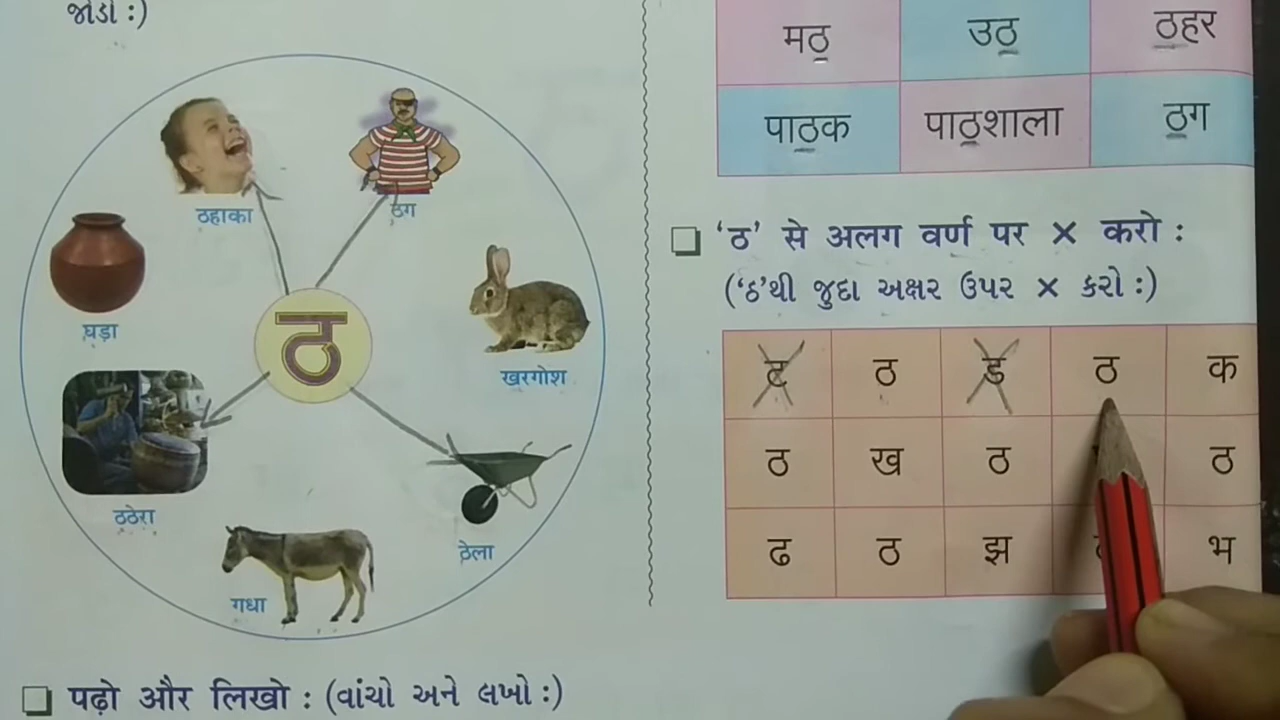 જોડો :)
ठहाका
ठग
घड़ा
ठ
खरगोश
ठठेरा
ठेला
गधा
पढ़ो और लिखो : (વાંચો અને લખો :)
मठ उठ ठहर
पाठक पाठशाला ठग
'ठ' से अलग वर्ण पर × करो :
('ઠ'થી જુદા અક્ષર ઉપર × કરો :)
ट ठ ड ठ क
ठ ख ठ ठ
ढ ठ झ भ